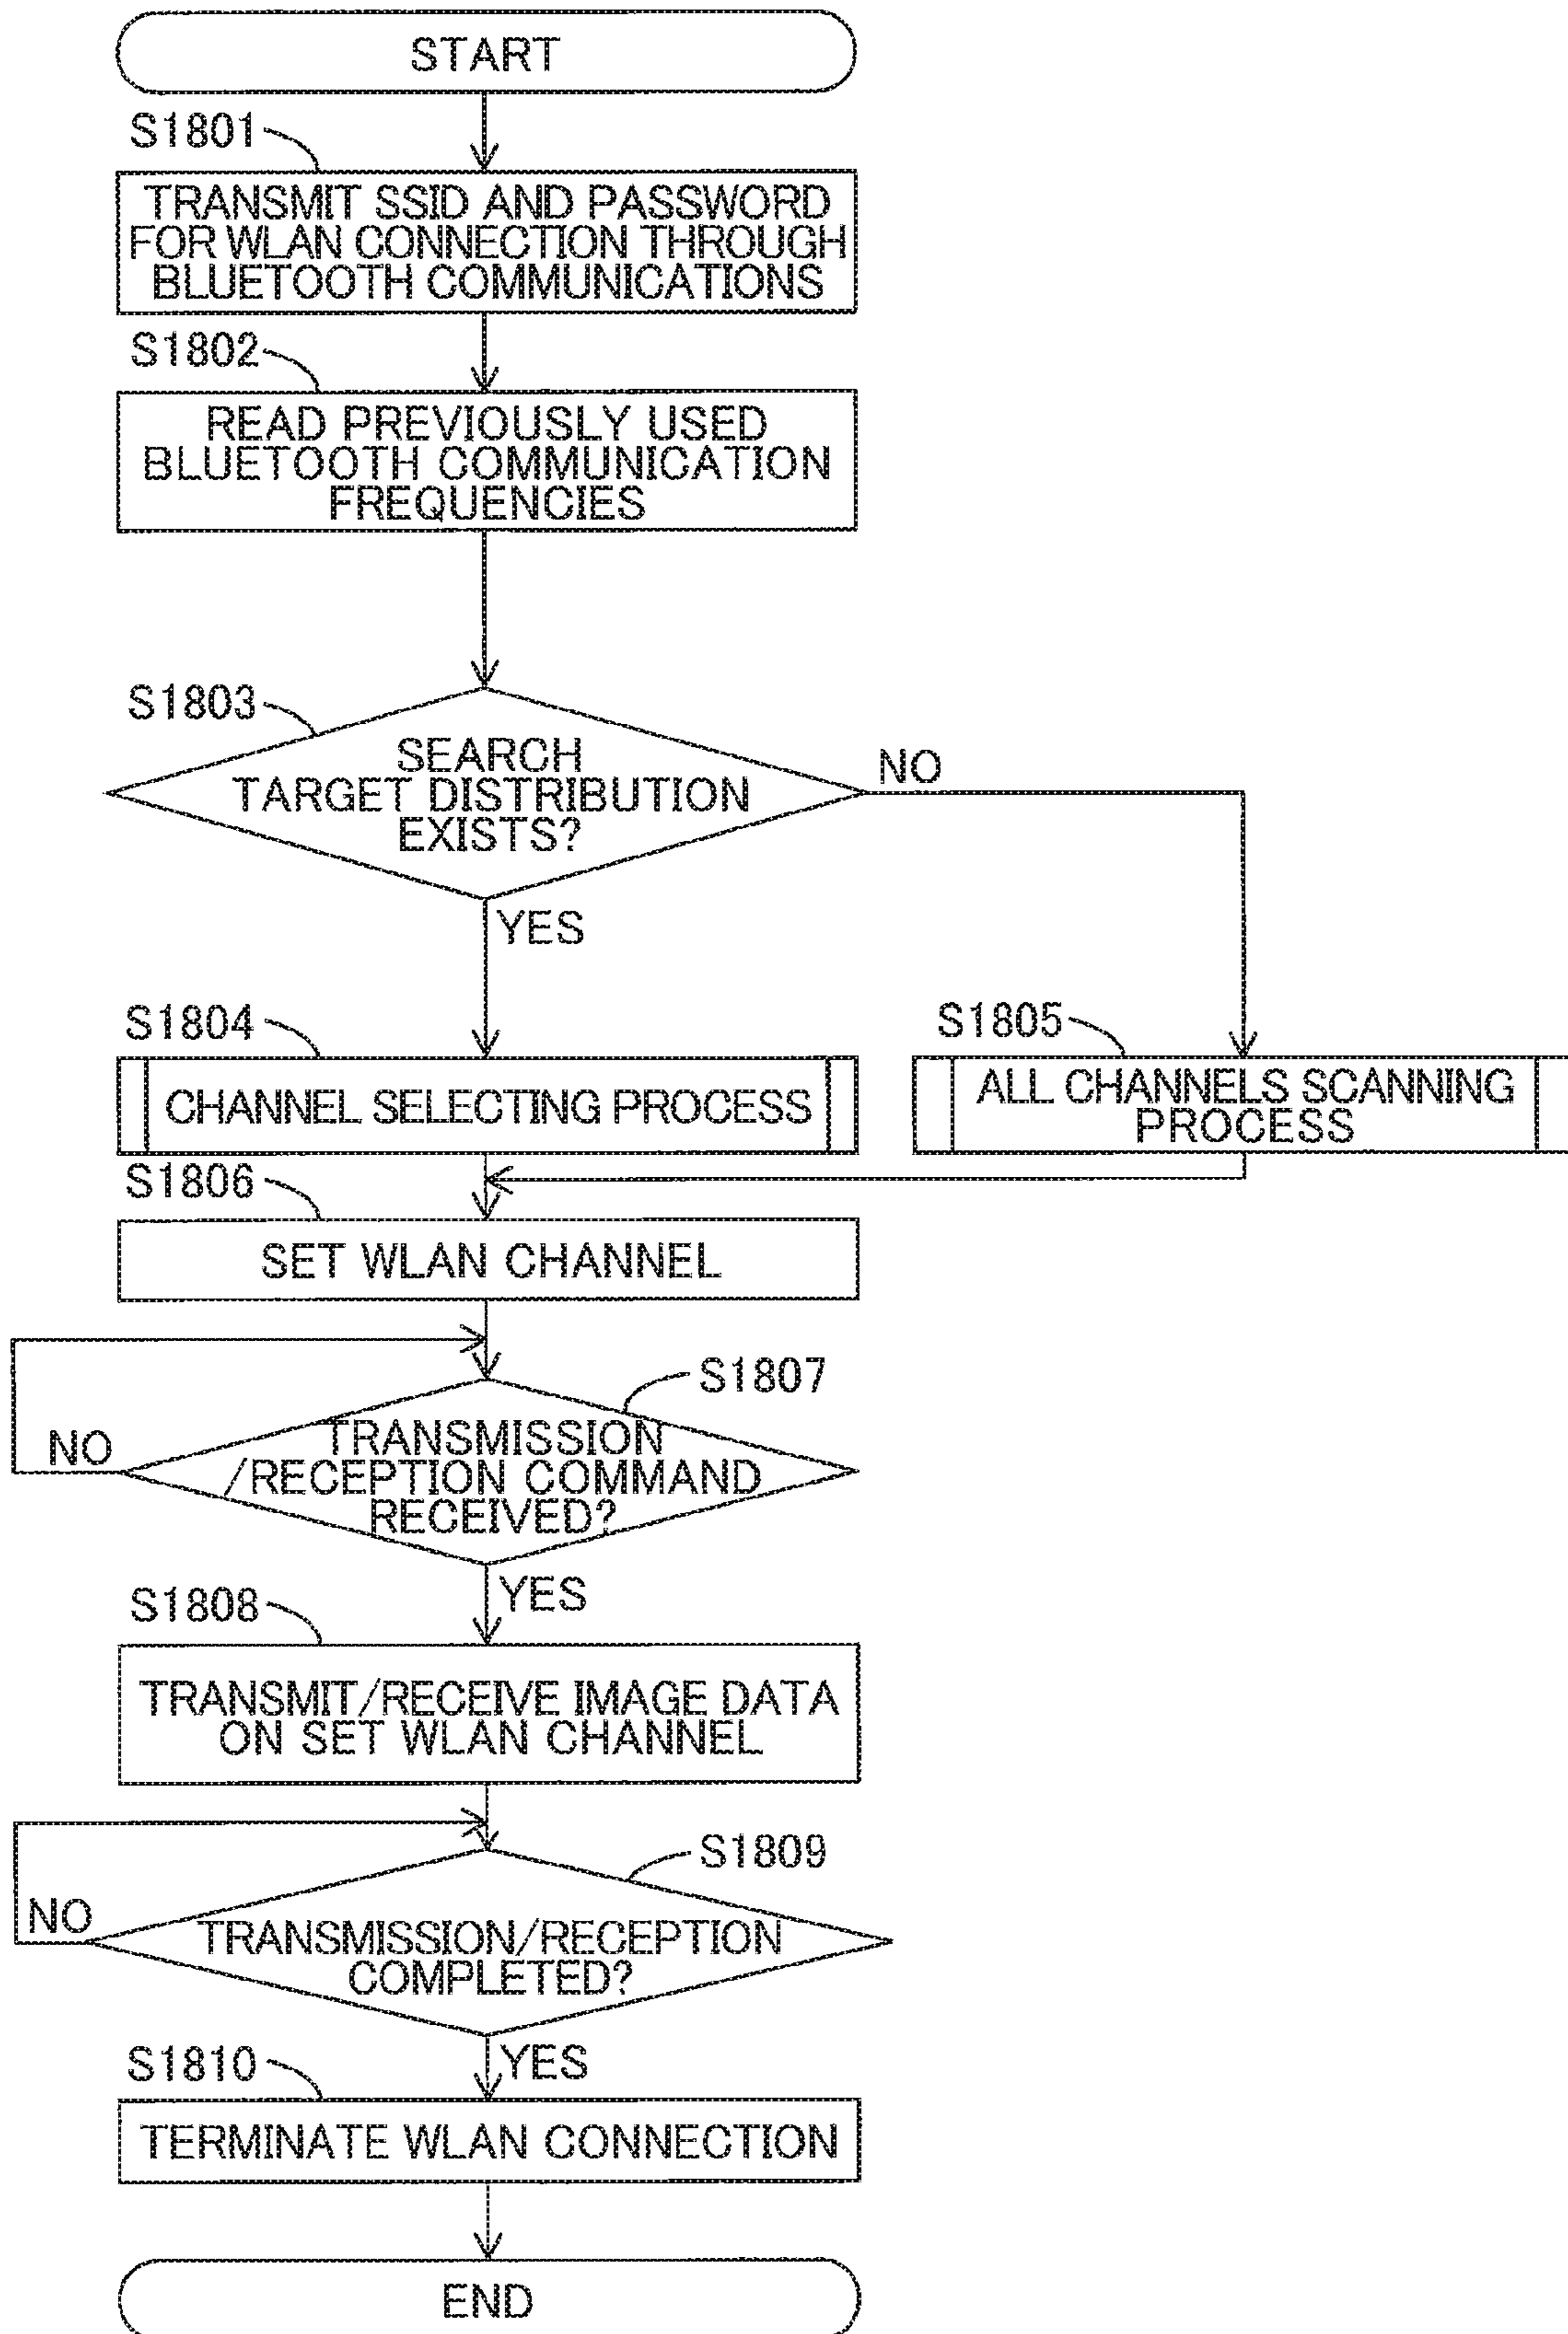 START
S1801
TRANSMIT SSID AND PASSWORD
FOR WLAN CONNECTION THROUGH
BLUETOOTH COMMUNICATIONS
S1802
READ PREVIOUSLY USED
BLUETOOTH COMMUNICATION
FREQUENCIES
S1803
SEARCH
TARGET DISTRIBUTION
EXISTS?
NO
YES
S1804
CHANNEL SELECTING PROCESS
S1805
ALL CHANNELS SCANNING
PROCESS
S1806
SET WLAN CHANNEL
S1807
TRANSMISSION
/RECEPTION COMMAND
RECEIVED?
NO
YES
S1808
TRANSMIT/RECEIVE IMAGE DATA
ON SET WLAN CHANNEL
S1809
TRANSMISSION/RECEPTION
COMPLETED?
NO
YES
S1810
TERMINATE WLAN CONNECTION
END